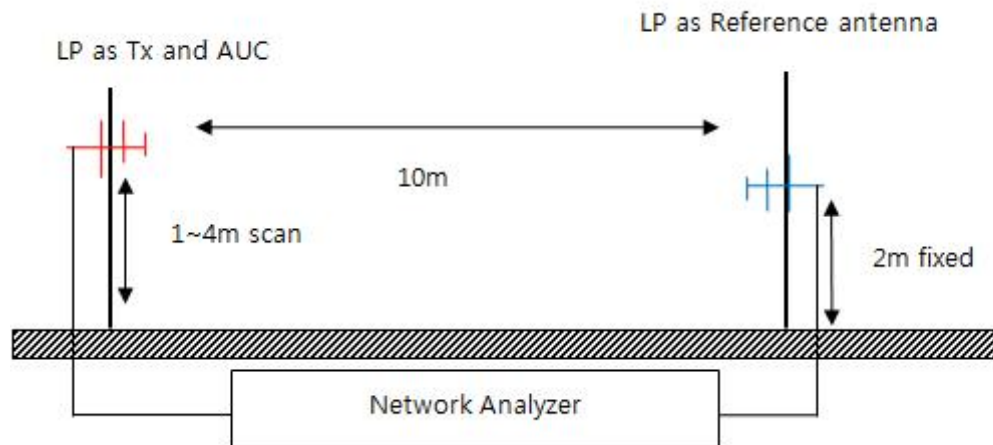 LP as Tx and AUC
LP as Reference antenna
10m
1~4m scan
2m fixed
Network Analyzer